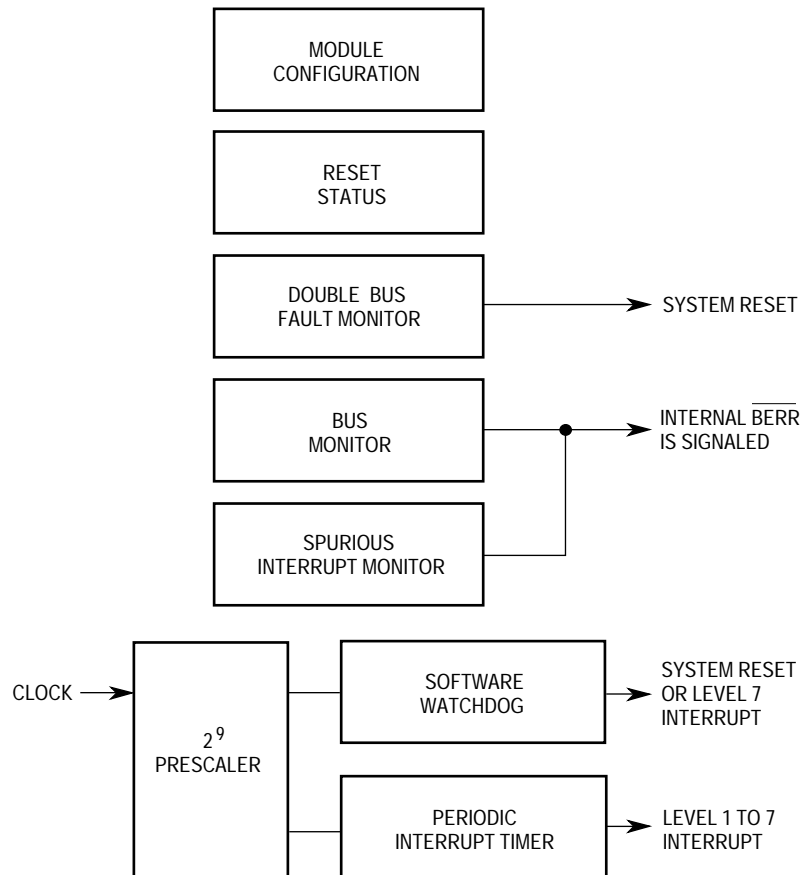 MODULE
CONFIGURATION
RESET
STATUS
DOUBLE BUS
FAULT MONITOR
SYSTEM RESET
BUS
MONITOR
INTERNAL BERR
IS SIGNALED
SPURIOUS
INTERRUPT MONITOR
CLOCK
2⁹
PRESCALER
SOFTWARE
WATCHDOG
SYSTEM RESET
OR LEVEL 7
INTERRUPT
PERIODIC
INTERRUPT TIMER
LEVEL 1 TO 7
INTERRUPT